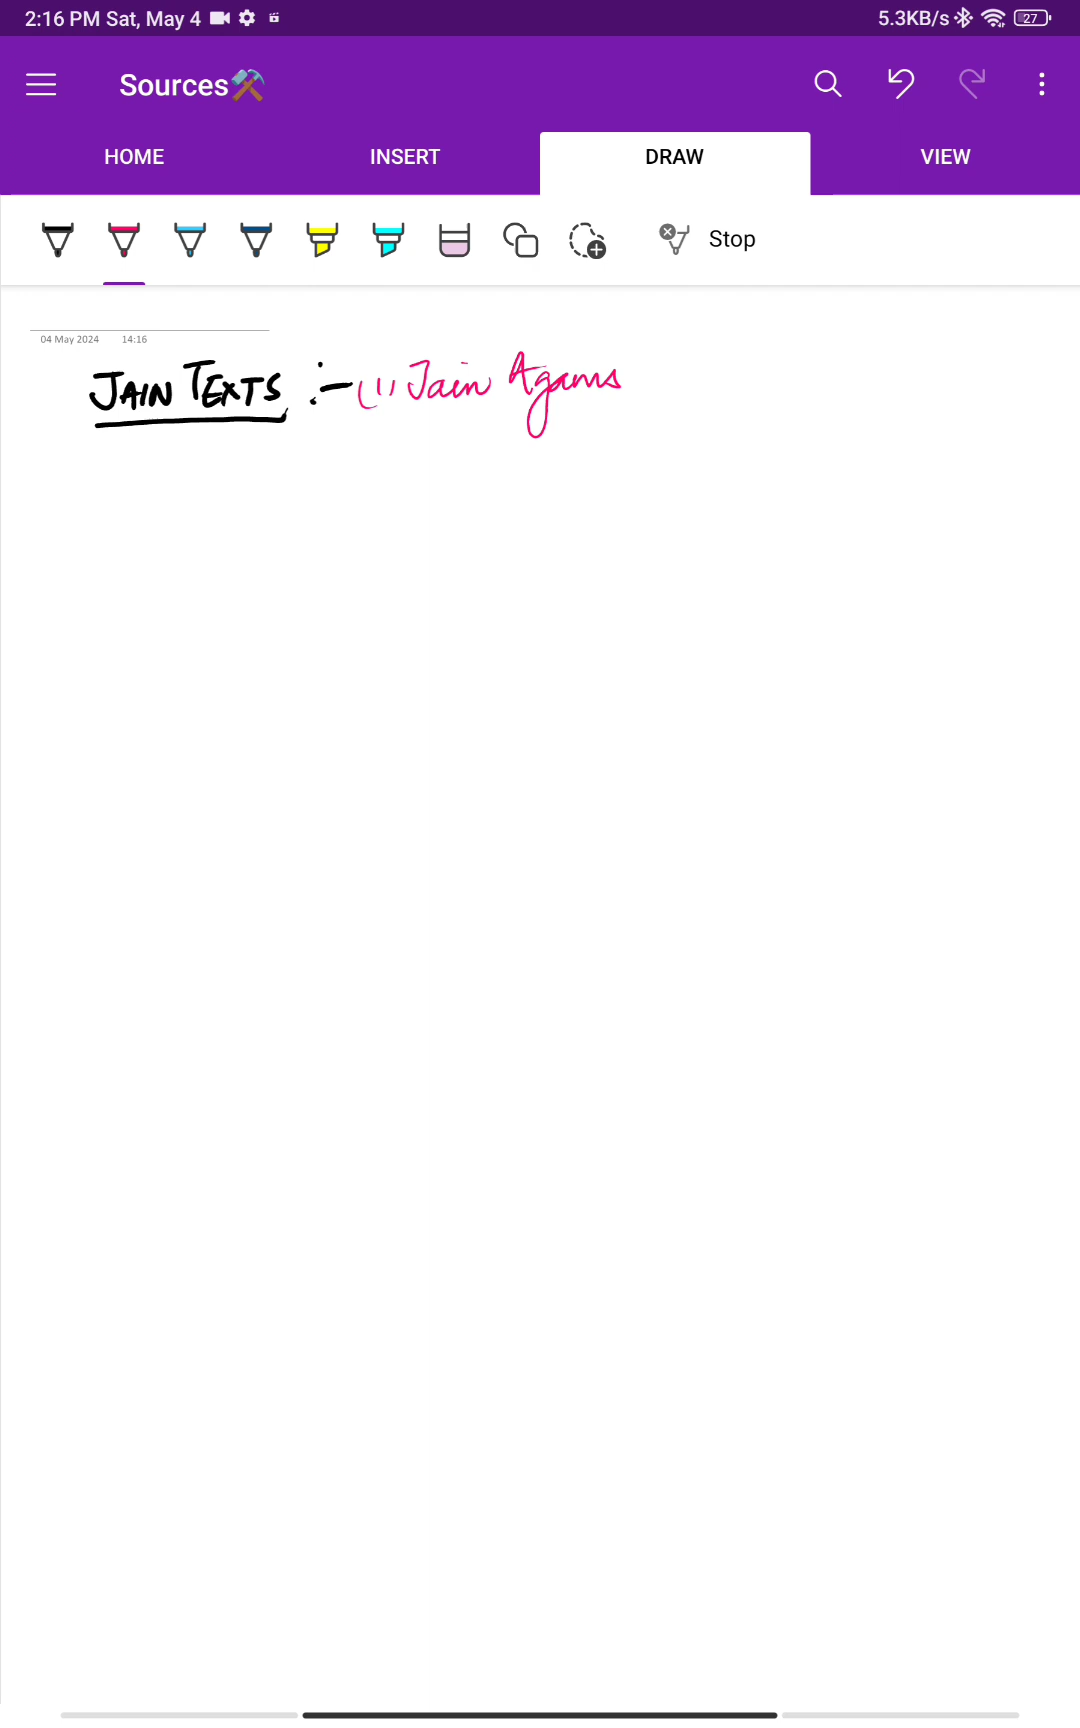 2:16 PM Sat, May 4 5.3KB/s 27
Sources
HOME INSERT DRAW VIEW
Stop
04 May 2024 14:16
JAIN TEXTS :- (1) Jain Agams